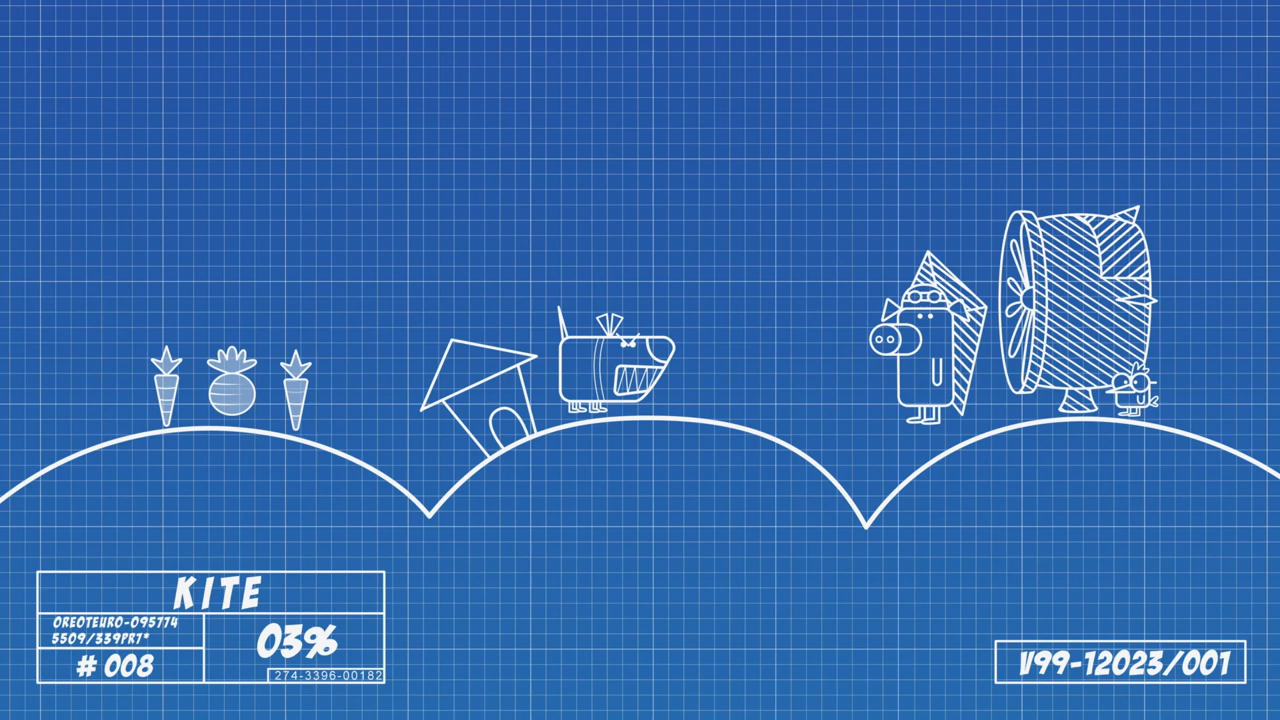 KITE
OREOTEURO-095774
5509/339PR7*
# 008
03%
274-3396-00182
V99-12023/001